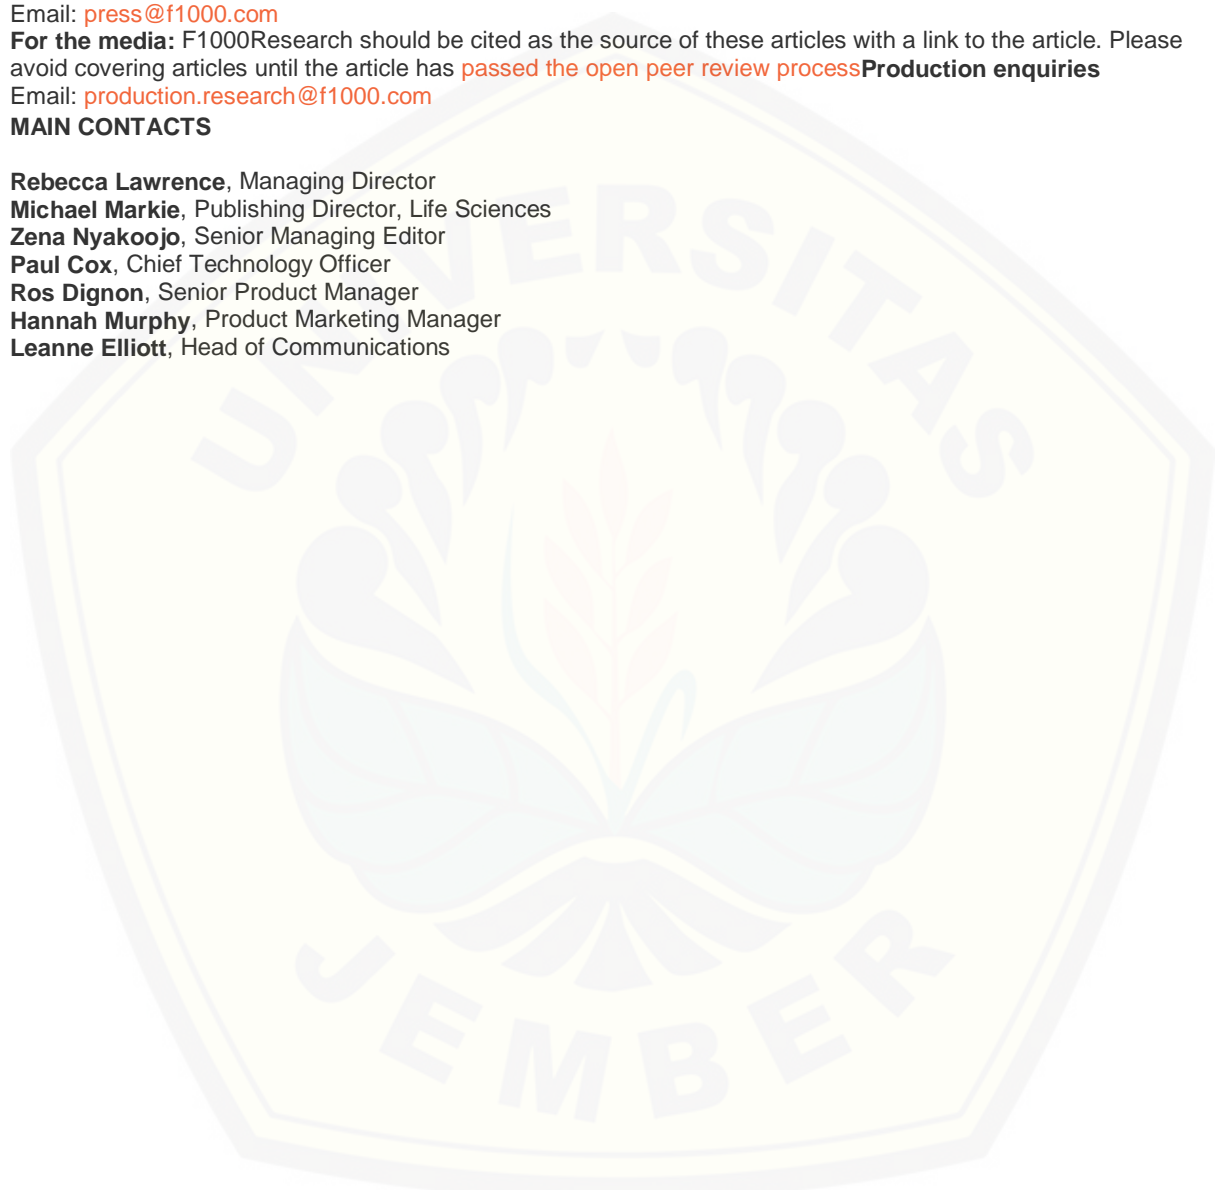 Email: press@f1000.com
For the media: F1000Research should be cited as the source of these articles with a link to the article. Please
avoid covering articles until the article has passed the open peer review processProduction enquiries
Email: production.research@f1000.com
MAIN CONTACTS
Rebecca Lawrence, Managing Director
Michael Markie, Publishing Director, Life Sciences
Zena Nyakoojo, Senior Managing Editor
Paul Cox, Chief Technology Officer
Ros Dignon, Senior Product Manager
Hannah Murphy, Product Marketing Manager
Leanne Elliott, Head of Communications
UNIVERSITAS
JEMBER